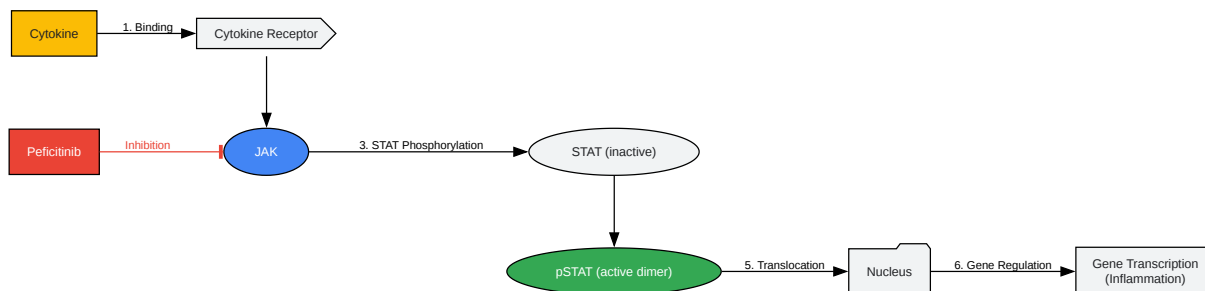 Cytokine
1. Binding
Cytokine Receptor
Peficitinib
Inhibition
JAK
3. STAT Phosphorylation
STAT (inactive)
pSTAT (active dimer)
5. Translocation
Nucleus
6. Gene Regulation
Gene Transcription
(Inflammation)